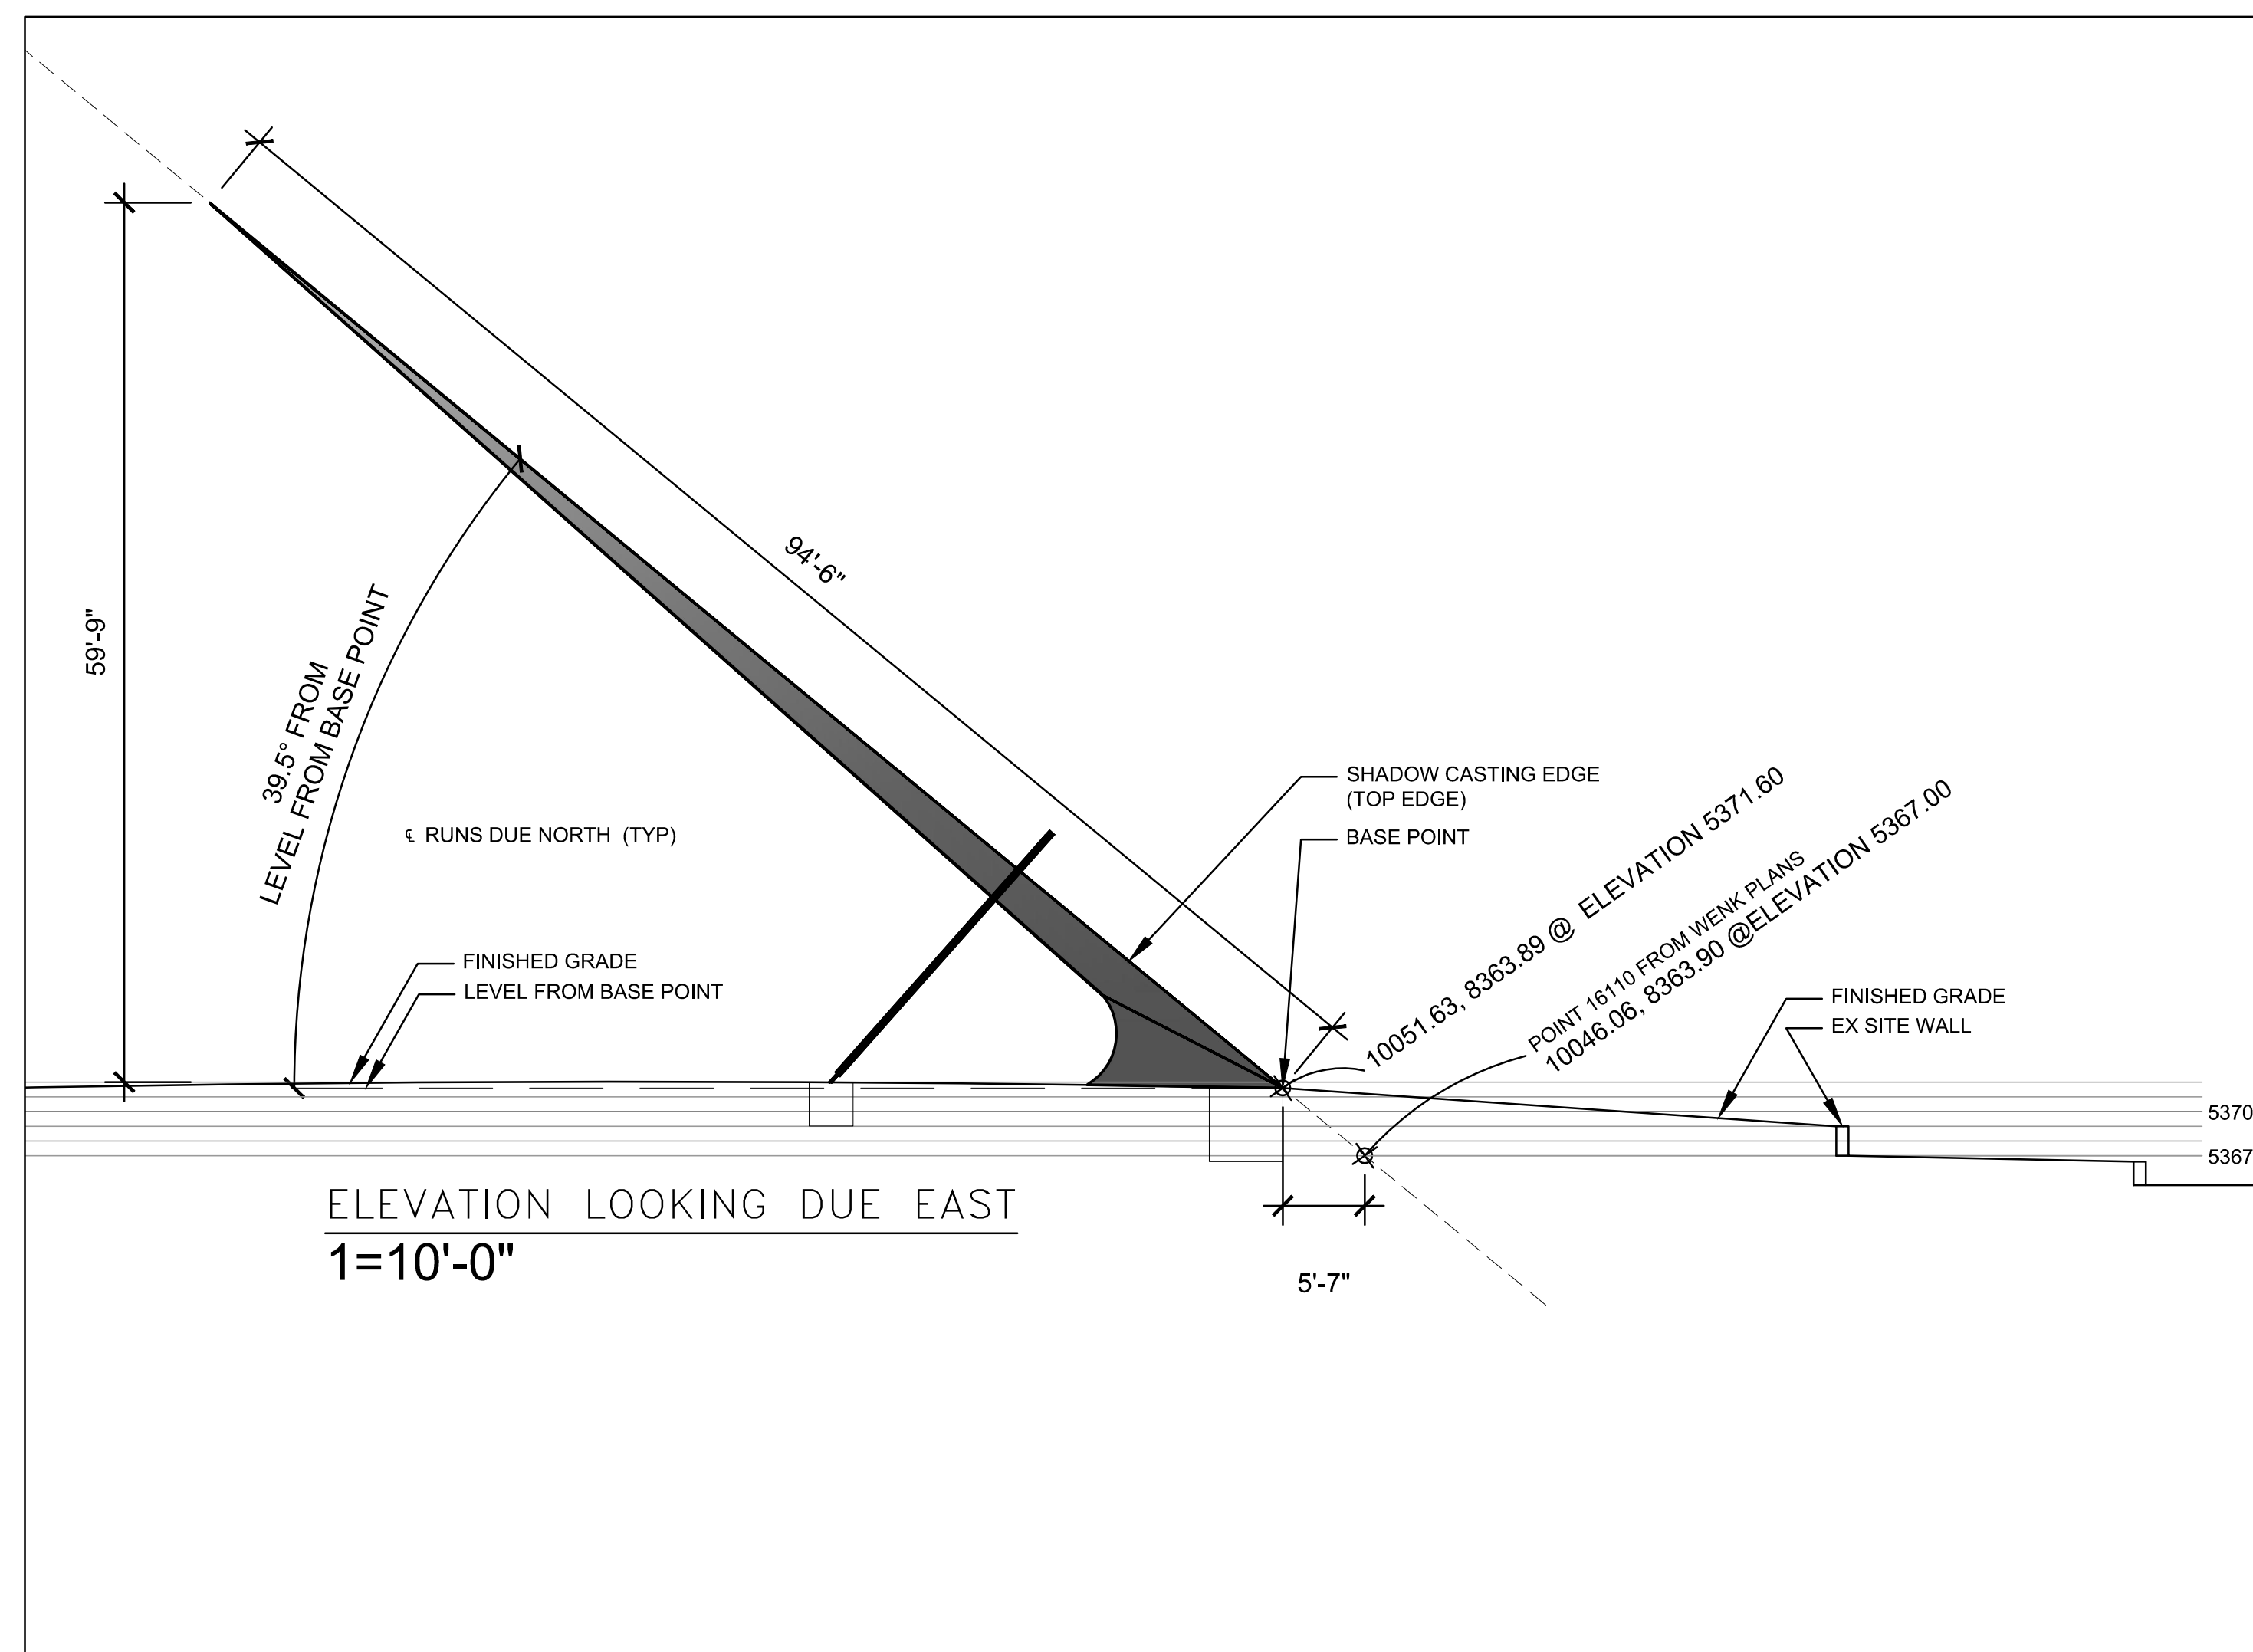 94'-6"
59'-9"
39.5° FROM
LEVEL FROM BASE POINT
℄ RUNS DUE NORTH (TYP)
SHADOW CASTING EDGE
(TOP EDGE)
BASE POINT
10051.63, 8363.89 @ ELEVATION 5371.60
POINT 16110 FROM WENK PLANS
10046.06, 8363.90 @ELEVATION 5367.00
FINISHED GRADE
LEVEL FROM BASE POINT
FINISHED GRADE
EX SITE WALL
5370
5367
ELEVATION LOOKING DUE EAST
1=10'-0"
5'-7"